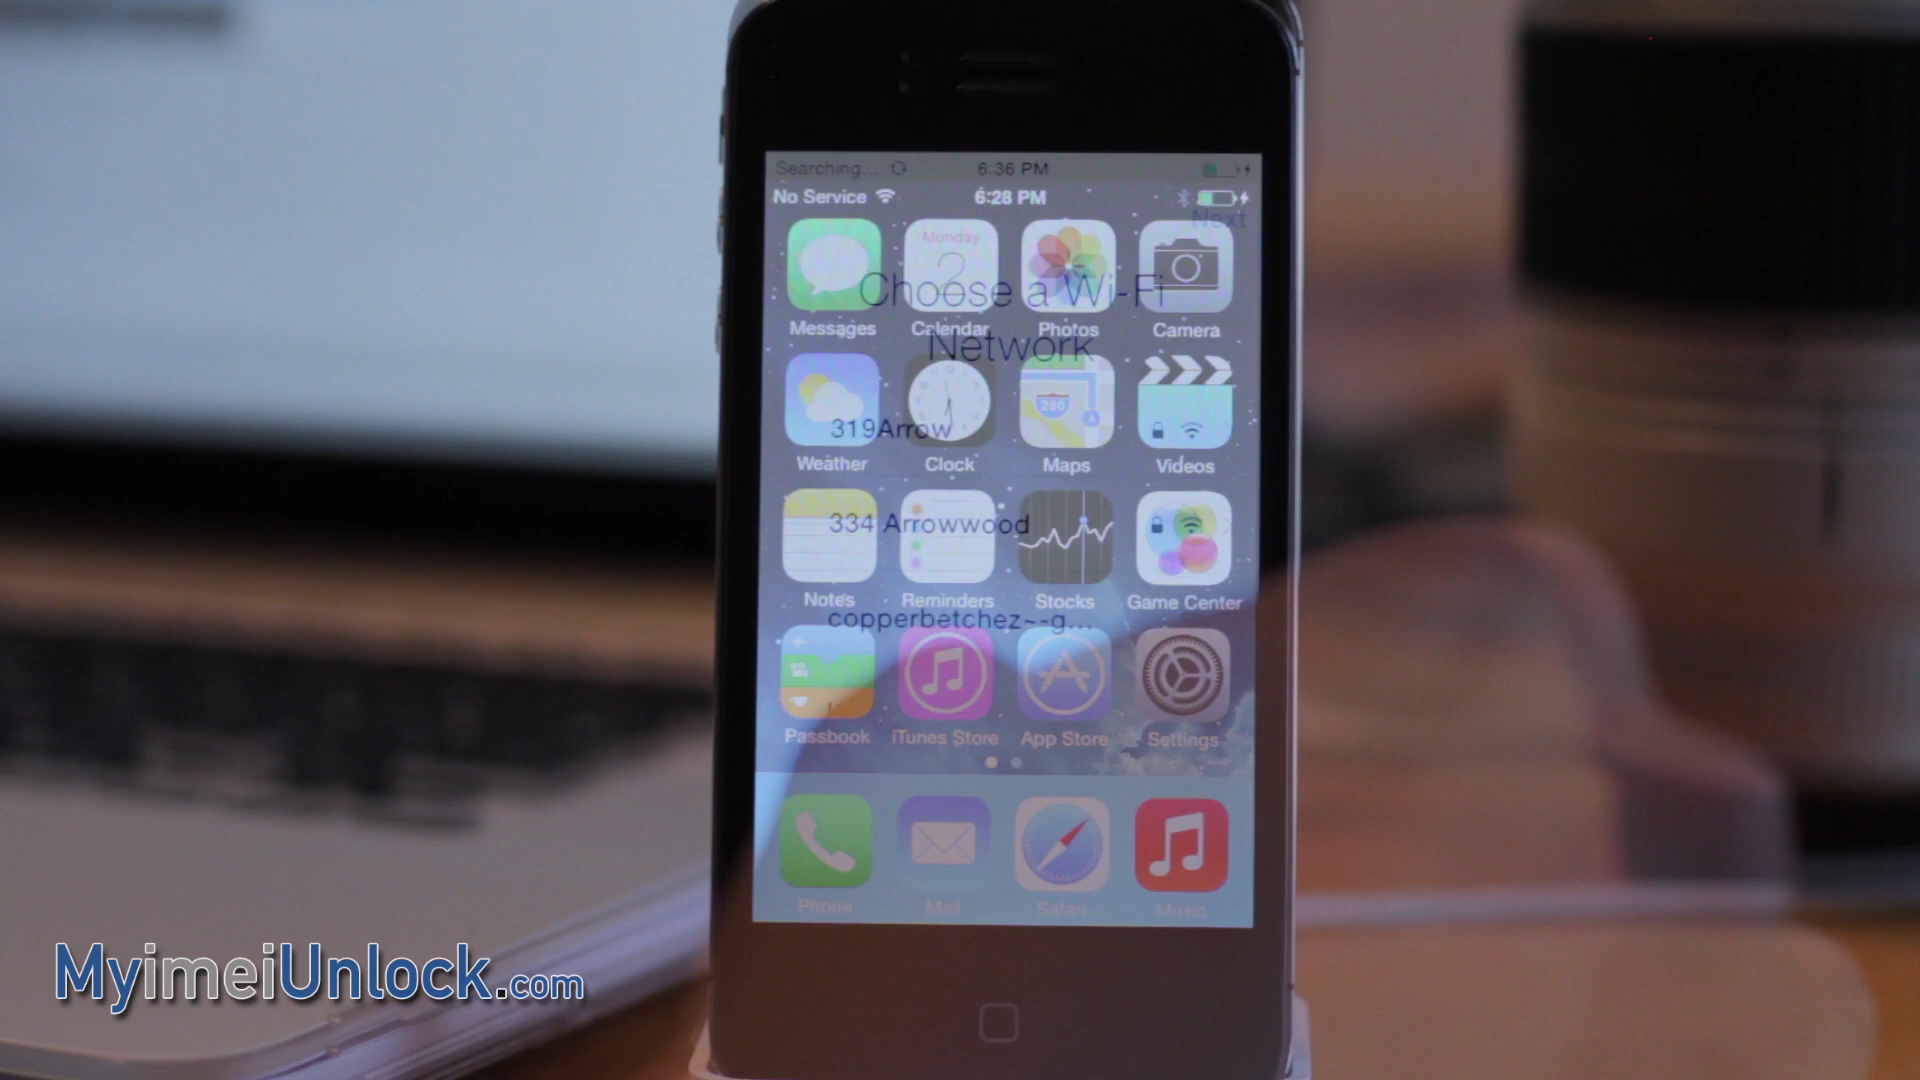 Searching... 6:36 PM
No Service 6:28 PM
Next
Monday
2
Choose a Wi-Fi
Messages Calendar Photos Camera
Network
280
319Arrow
Weather Clock Maps Videos
334 Arrowwood
Notes Reminders Stocks Game Center
copperbetchez~-g...
Passbook iTunes Store App Store Settings
Phone Mail Safari Music
MyimeiUnlock.com